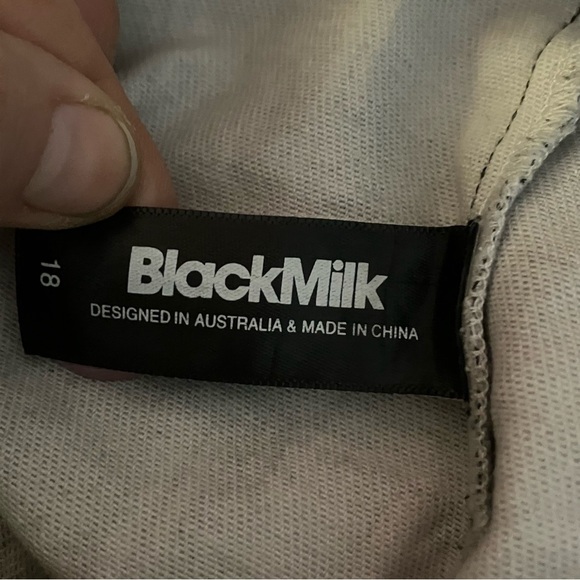 18
BlackMilk
DESIGNED IN AUSTRALIA & MADE IN CHINA